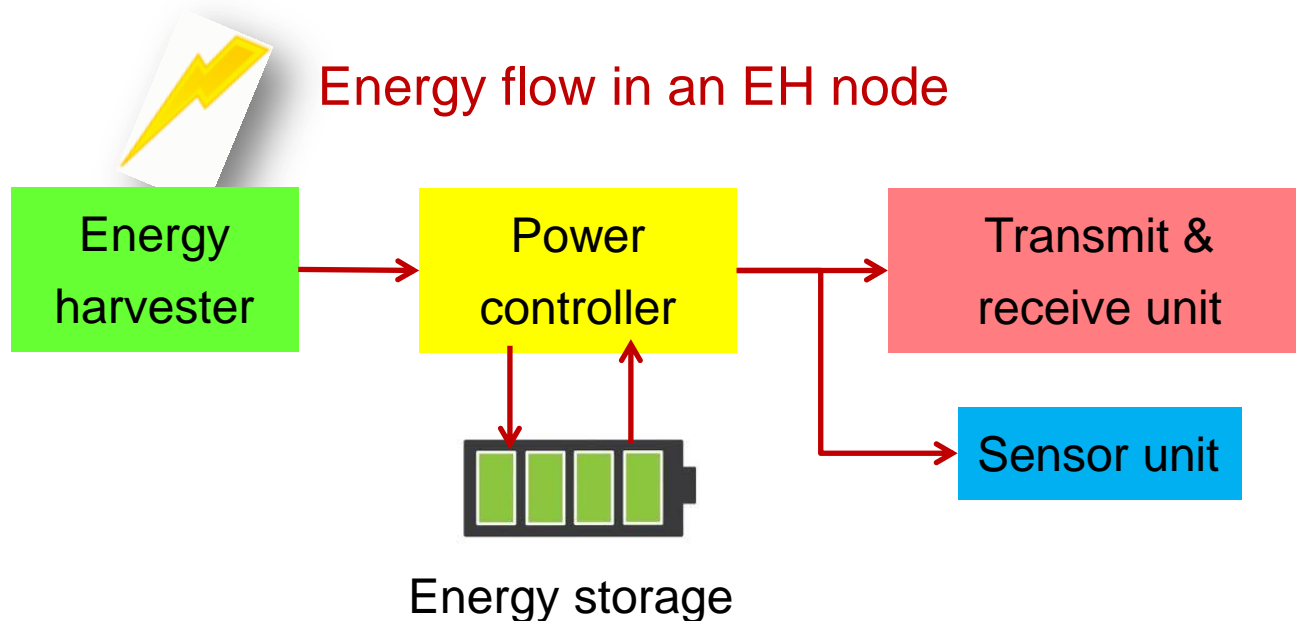 Energy flow in an EH node
Energy
harvester
Power
controller
Transmit &
receive unit
Sensor unit
Energy storage